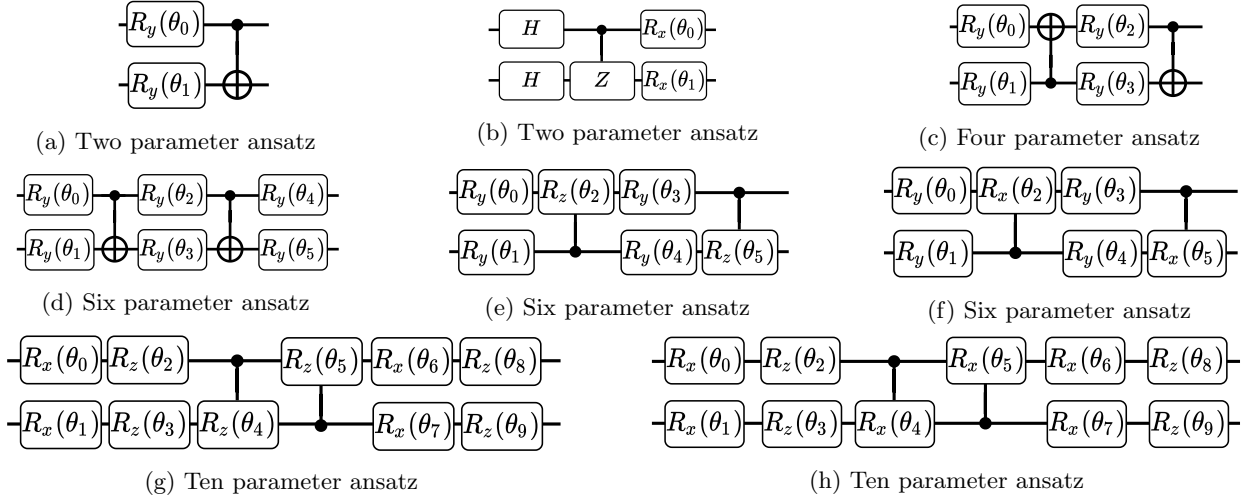 R_y(θ_0)
R_y(θ_1)
(a) Two parameter ansatz
H R_x(θ_0)
H Z R_x(θ_1)
(b) Two parameter ansatz
R_y(θ_0) R_y(θ_2)
R_y(θ_1) R_y(θ_3)
(c) Four parameter ansatz
R_y(θ_0) R_y(θ_2) R_y(θ_4)
R_y(θ_1) R_y(θ_3) R_y(θ_5)
(d) Six parameter ansatz
R_y(θ_0) R_z(θ_2) R_y(θ_3)
R_y(θ_1) R_y(θ_4) R_z(θ_5)
(e) Six parameter ansatz
R_y(θ_0) R_x(θ_2) R_y(θ_3)
R_y(θ_1) R_y(θ_4) R_x(θ_5)
(f) Six parameter ansatz
R_x(θ_0) R_z(θ_2) R_z(θ_5) R_x(θ_6) R_z(θ_8)
R_x(θ_1) R_z(θ_3) R_z(θ_4) R_x(θ_7) R_z(θ_9)
(g) Ten parameter ansatz
R_x(θ_0) R_z(θ_2) R_x(θ_5) R_x(θ_6) R_z(θ_8)
R_x(θ_1) R_z(θ_3) R_x(θ_4) R_x(θ_7) R_z(θ_9)
(h) Ten parameter ansatz